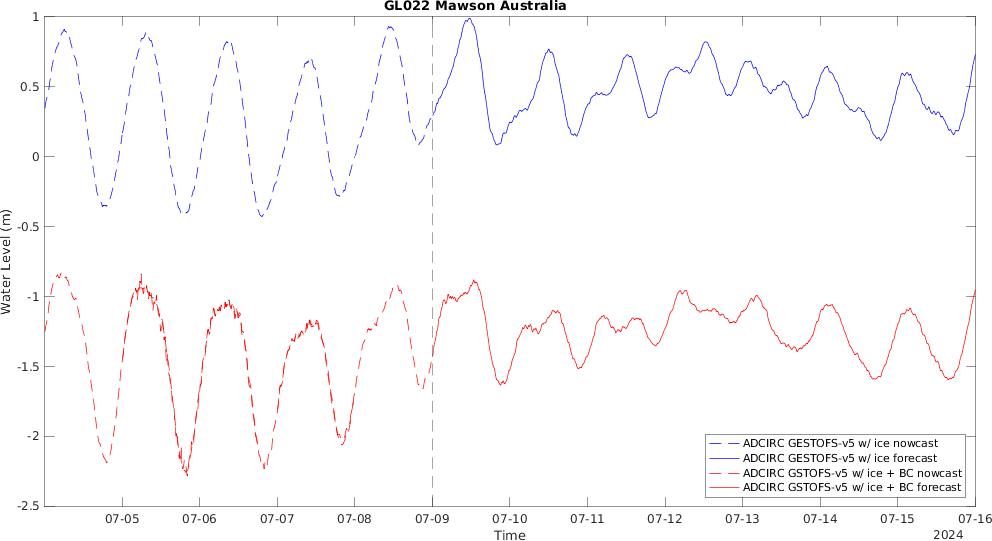 GL022 Mawson Australia
1
0.5
0
-0.5
-1
-1.5
-2
-2.5
Water Level (m)
ADCIRC GESTOFS-v5 w/ ice nowcast
ADCIRC GESTOFS-v5 w/ ice forecast
ADCIRC GSTOFS-v5 w/ ice + BC nowcast
ADCIRC GSTOFS-v5 w/ ice + BC forecast
07-05 07-06 07-07 07-08 07-09 07-10 07-11 07-12 07-13 07-14 07-15 07-16
Time
2024